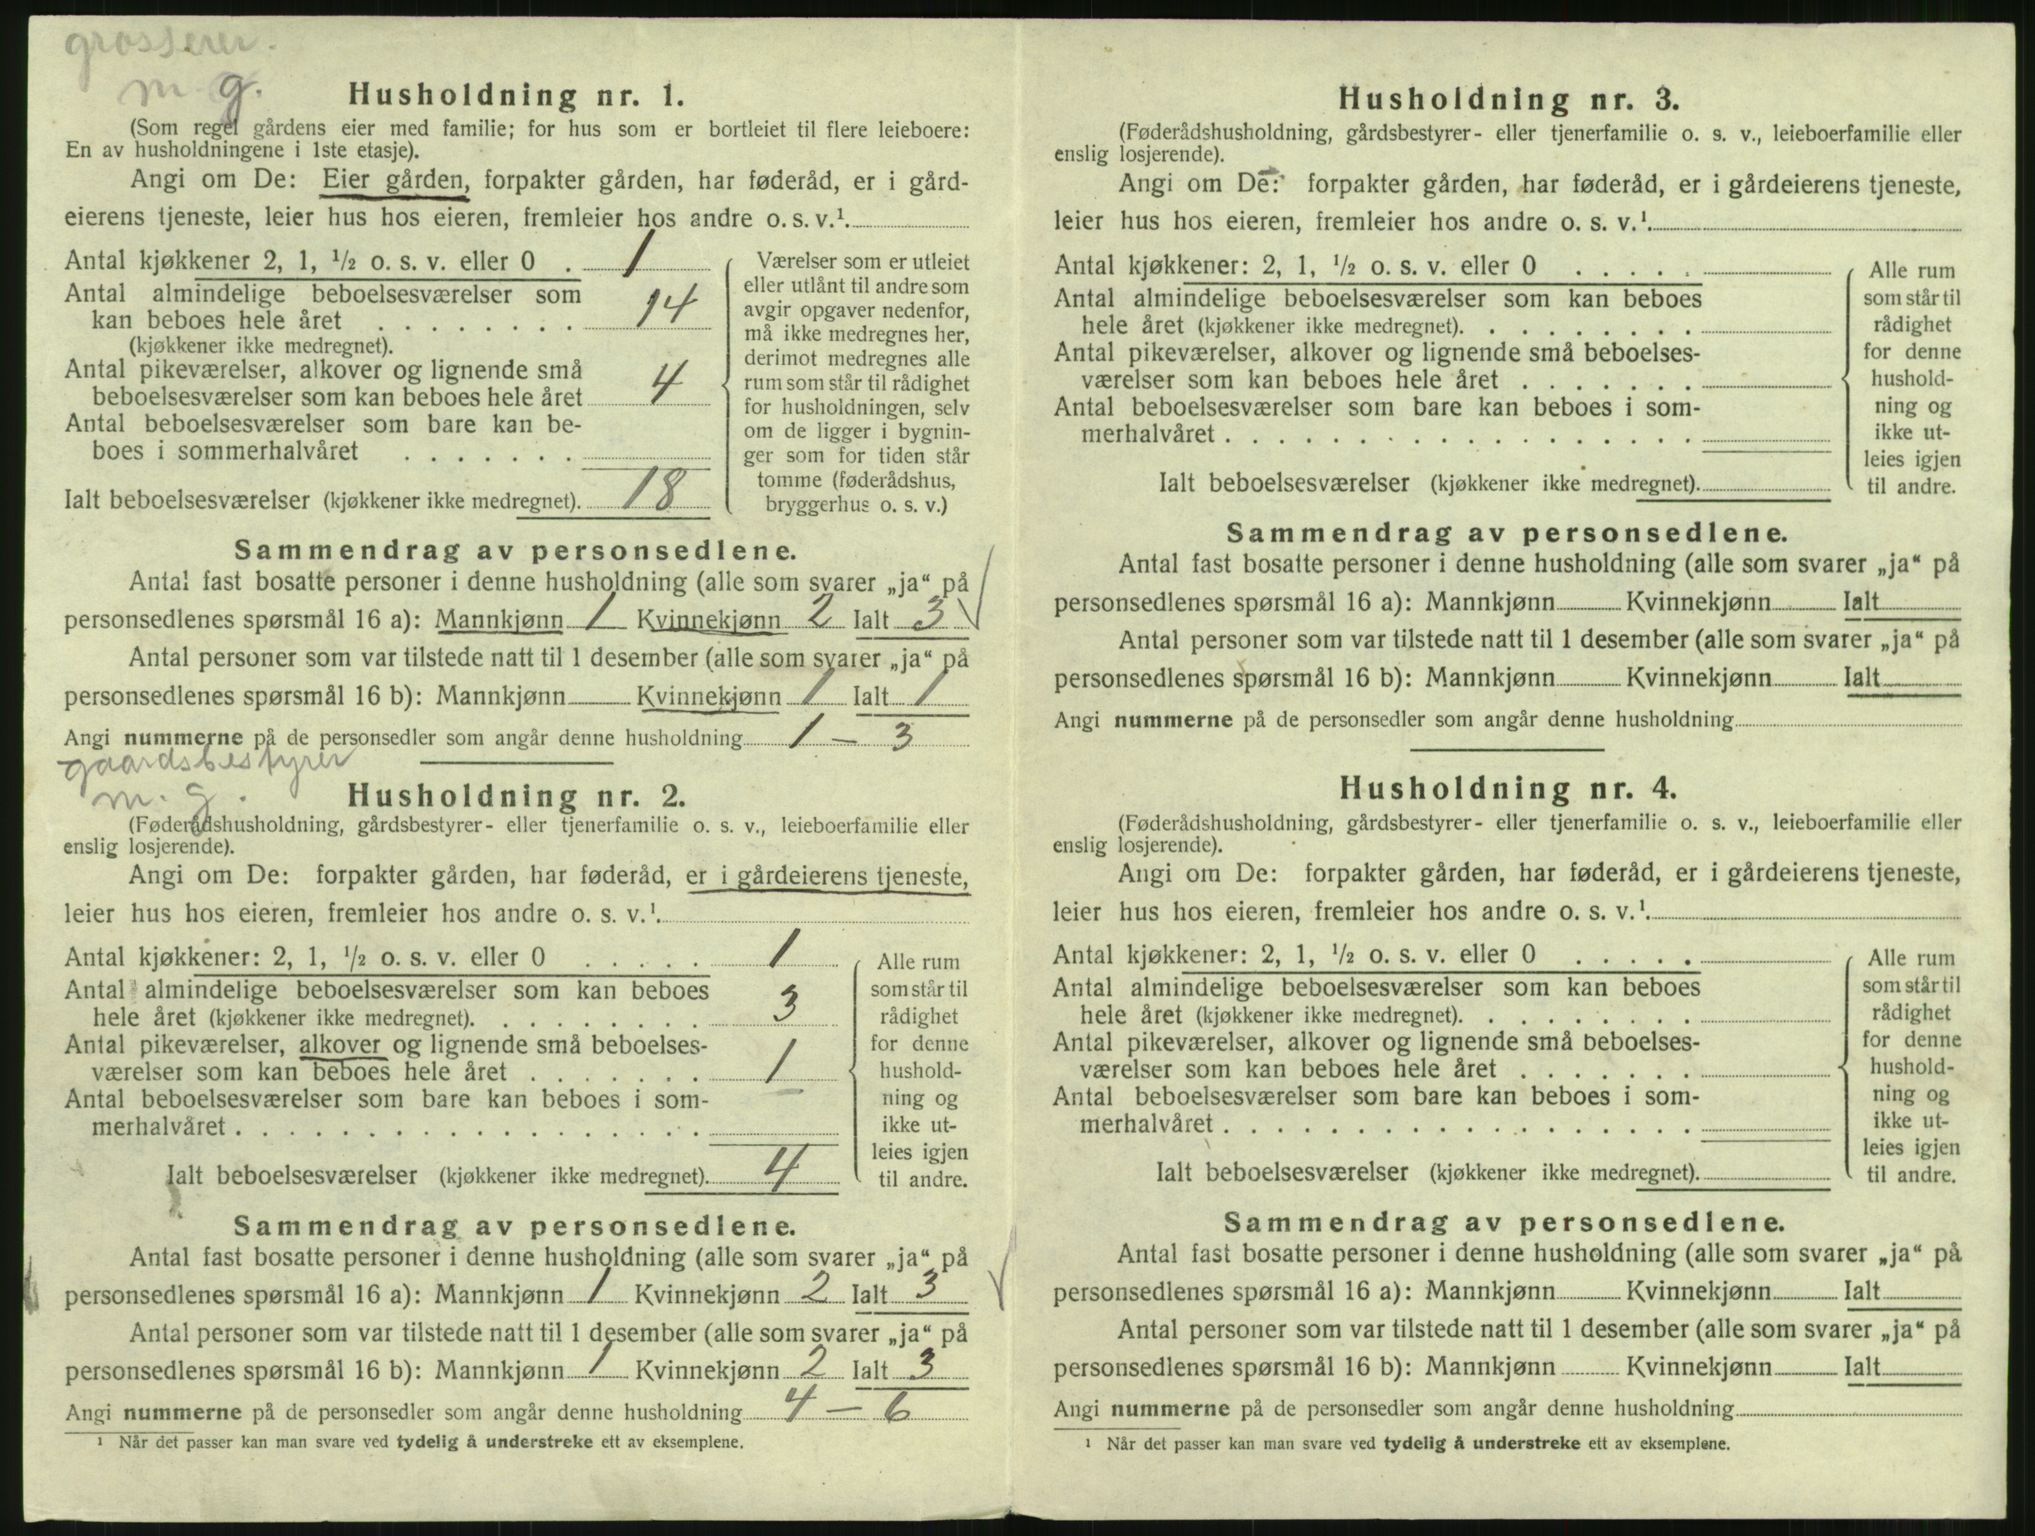 grosserer.
m. g.
Husholdning nr. 1.
(Som regel gårdens eier med familie; for hus som er bortleiet til flere leieboere:
En av husholdningene i 1ste etasje).
Angi om De: Eier gården, forpakter gården, har føderåd, er i gård-
eierens tjeneste, leier hus hos eieren, fremleier hos andre o. s. v.¹
Antal kjøkkener 2, 1, ½ o. s. v. eller 0 . 1
Antal almindelige beboelsesværelser som
kan beboes hele året . . . . . . . . 14
(kjøkkener ikke medregnet).
Antal pikeværelser, alkover og lignende små
beboelsesværelser som kan beboes hele året 4
Antal beboelsesværelser som bare kan be-
boes i sommerhalvåret . . . . . . .
Ialt beboelsesværelser (kjøkkener ikke medregnet). 18
Værelser som er utleiet
eller utlånt til andre som
avgir opgaver nedenfor,
må ikke medregnes her,
derimot medregnes alle
rum som står til rådighet
for husholdningen, selv
om de ligger i bygnin-
ger som for tiden står
tomme (føderådshus,
bryggerhus o. s. v.)
Sammendrag av personsedlene.
Antal fast bosatte personer i denne husholdning (alle som svarer „ja“ på
personsedlenes spørsmål 16 a): Mannkjønn 1 Kvinnekjønn 2 Ialt 3
Antal personer som var tilstede natt til 1 desember (alle som svarer „ja“ på
personsedlenes spørsmål 16 b): Mannkjønn Kvinnekjønn 1 Ialt 1
Angi nummerne på de personsedler som angår denne husholdning 1 — 3
gaardsbestyrer
m. g.
Husholdning nr. 2.
(Føderådshusholdning, gårdsbestyrer- eller tjenerfamilie o. s. v., leieboerfamilie eller
enslig losjerende).
Angi om De: forpakter gården, har føderåd, er i gårdeierens tjeneste,
leier hus hos eieren, fremleier hos andre o. s. v.¹
Antal kjøkkener: 2, 1, ½ o. s. v. eller 0 . . . . . 1
Antal almindelige beboelsesværelser som kan beboes
hele året (kjøkkener ikke medregnet). . . . . . . . . 3
Antal pikeværelser, alkover og lignende små beboelses-
værelser som kan beboes hele året . . . . . . . 1
Antal beboelsesværelser som bare kan beboes i som-
merhalvåret . . . . . . . . . . . . . . . . . . —
Ialt beboelsesværelser (kjøkkener ikke medregnet). 4
Alle rum
som står til
rådighet
for denne
hushold-
ning og
ikke ut-
leies igjen
til andre.
Sammendrag av personsedlene.
Antal fast bosatte personer i denne husholdning (alle som svarer „ja“ på
personsedlenes spørsmål 16 a): Mannkjønn 1 Kvinnekjønn 2 Ialt 3
Antal personer som var tilstede natt til 1 desember (alle som svarer „ja“ på
personsedlenes spørsmål 16 b): Mannkjønn 1 Kvinnekjønn 2 Ialt 3
Angi nummerne på de personsedler som angår denne husholdning 4 — 6
¹ Når det passer kan man svare ved tydelig å understreke ett av eksemplene.
Husholdning nr. 3.
(Føderådshusholdning, gårdsbestyrer- eller tjenerfamilie o. s. v., leieboerfamilie eller
enslig losjerende).
Angi om De: forpakter gården, har føderåd, er i gårdeierens tjeneste,
leier hus hos eieren, fremleier hos andre o. s. v.¹
Antal kjøkkener: 2, 1, ½ o. s. v. eller 0 . . . . .
Antal almindelige beboelsesværelser som kan beboes
hele året (kjøkkener ikke medregnet). . . . . . . . .
Antal pikeværelser, alkover og lignende små beboelses-
værelser som kan beboes hele året . . . . . . .
Antal beboelsesværelser som bare kan beboes i som-
merhalvåret . . . . . . . . . . . . . . . . . .
Ialt beboelsesværelser (kjøkkener ikke medregnet).
Alle rum
som står til
rådighet
for denne
hushold-
ning og
ikke ut-
leies igjen
til andre.
Sammendrag av personsedlene.
Antal fast bosatte personer i denne husholdning (alle som svarer „ja“ på
personsedlenes spørsmål 16 a): Mannkjønn Kvinnekjønn Ialt
Antal personer som var tilstede natt til 1 desember (alle som svarer „ja“ på
personsedlenes spørsmål 16 b): Mannkjønn Kvinnekjønn Ialt
Angi nummerne på de personsedler som angår denne husholdning
Husholdning nr. 4.
(Føderådshusholdning, gårdsbestyrer- eller tjenerfamilie o. s. v., leieboerfamilie eller
enslig losjerende).
Angi om De: forpakter gården, har føderåd, er i gårdeierens tjeneste,
leier hus hos eieren, fremleier hos andre o. s. v.¹
Antal kjøkkener: 2, 1, ½ o. s. v. eller 0 . . . . .
Antal almindelige beboelsesværelser som kan beboes
hele året (kjøkkener ikke medregnet). . . . . . . . .
Antal pikeværelser, alkover og lignende små beboelses-
værelser som kan beboes hele året . . . . . . .
Antal beboelsesværelser som bare kan beboes i som-
merhalvåret . . . . . . . . . . . . . . . . . .
Ialt beboelsesværelser (kjøkkener ikke medregnet).
Alle rum
som står til
rådighet
for denne
hushold-
ning og
ikke ut-
leies igjen
til andre.
Sammendrag av personsedlene.
Antal fast bosatte personer i denne husholdning (alle som svarer „ja“ på
personsedlenes spørsmål 16 a): Mannkjønn Kvinnekjønn Ialt
Antal personer som var tilstede natt til 1 desember (alle som svarer „ja“ på
personsedlenes spørsmål 16 b): Mannkjønn Kvinnekjønn Ialt
Angi nummerne på de personsedler som angår denne husholdning
¹ Når det passer kan man svare ved tydelig å understreke ett av eksemplene.